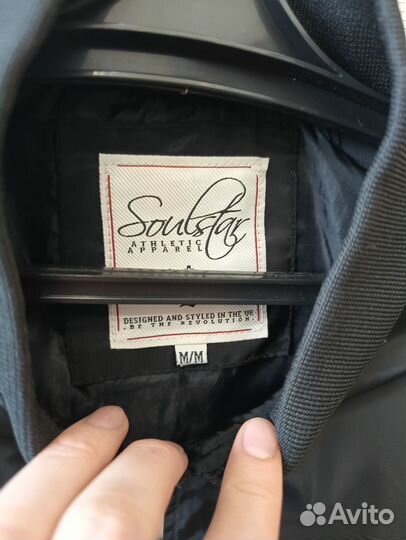 Soulstar
ATHLETIC
APPAREL
DESIGNED AND STYLED IN THE UK
.BE THE REVOLUTION.
M/M
Avito